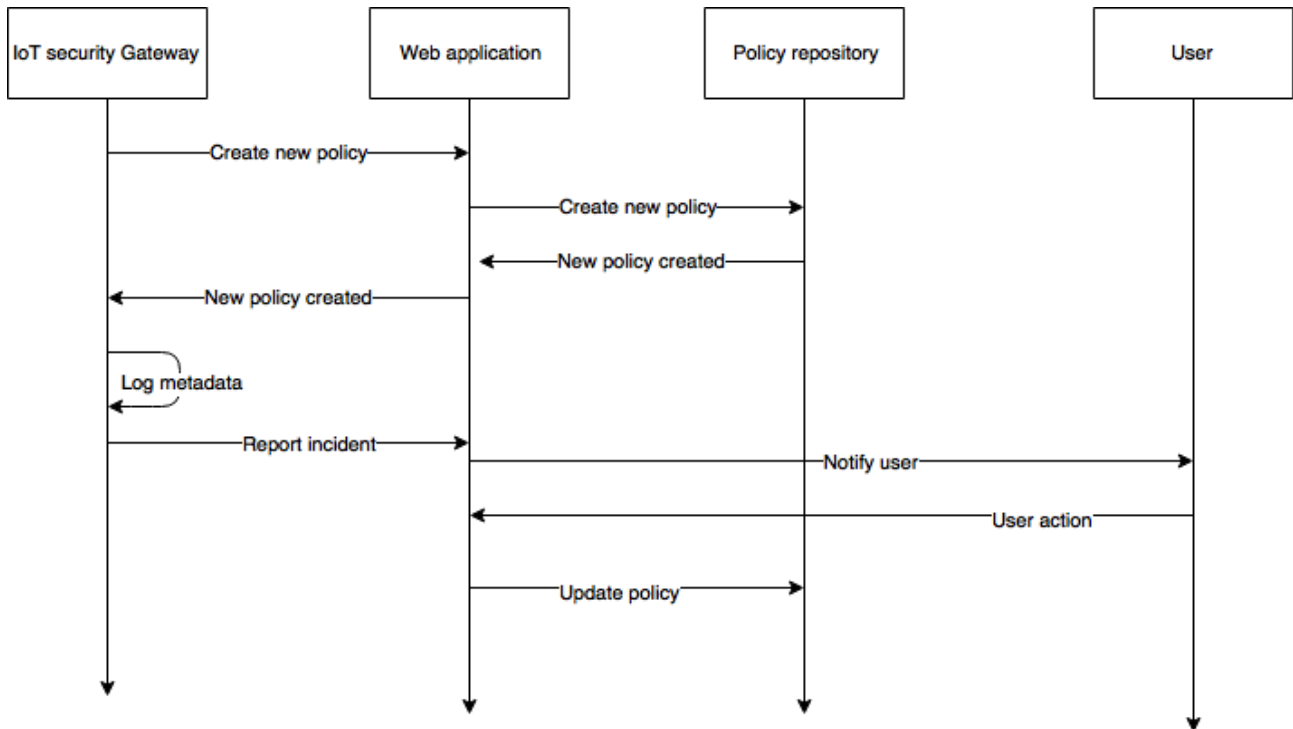 IoT security Gateway
Web application
Policy repository
User
Create new policy
Create new policy
New policy created
New policy created
Log metadata
Report incident
Notify user
User action
Update policy